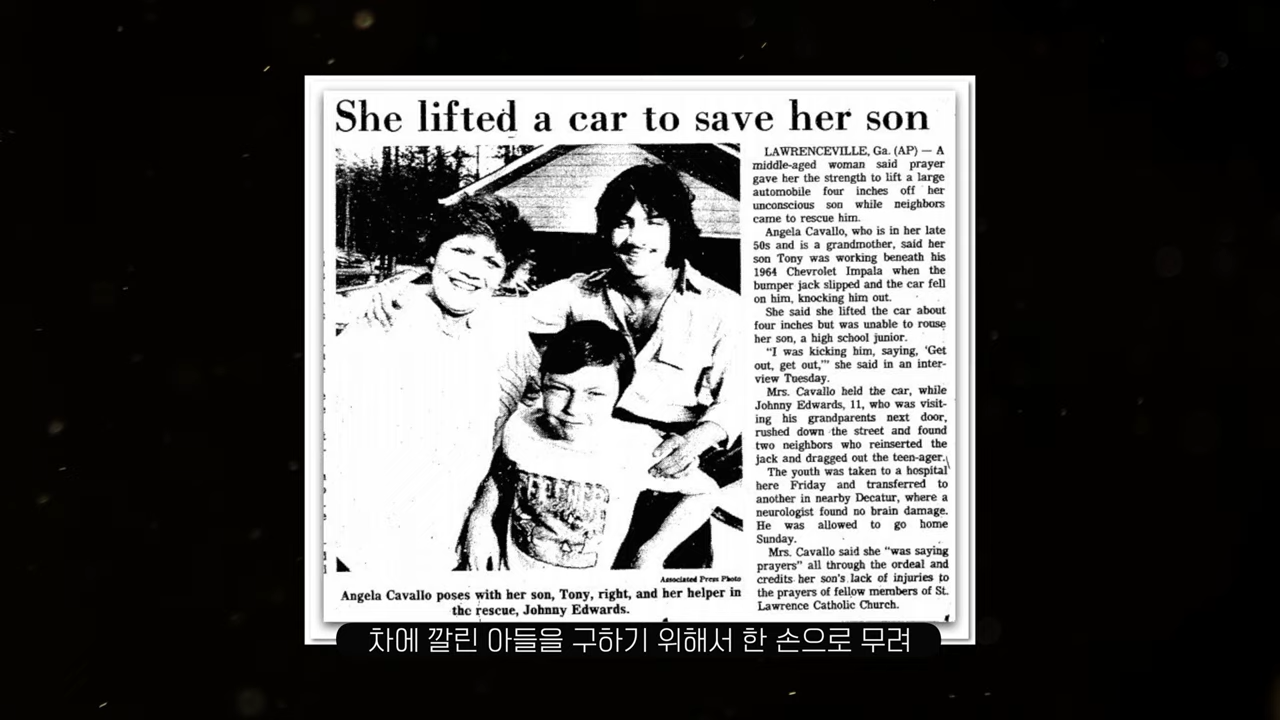 She lifted a car to save her son
LAWRENCEVILLE, Ga. (AP) — A
middle-aged woman said prayer
gave her the strength to lift a large
automobile four inches off her
unconscious son while neighbors
came to rescue him.
Angela Cavallo, who is in her late
50s and is a grandmother, said her
son Tony was working beneath his
1964 Chevrolet Impala when the
bumper jack slipped and the car fell
on him, knocking him out.
She said she lifted the car about
four inches but was unable to rouse
her son, a high school junior.
"I was kicking him, saying, 'Get
out, get out,'" she said in an inter-
view Tuesday.
Mrs. Cavallo held the car, while
Johnny Edwards, 11, who was visit-
ing his grandparents next door,
rushed down the street and found
two neighbors who reinserted the
jack and dragged out the teen-ager.
The youth was taken to a hospital
here Friday and transferred to
another in nearby Decatur, where a
neurologist found no brain damage.
He was allowed to go home
Sunday.
Mrs. Cavallo said she "was saying
prayers" all through the ordeal and
credits her son's lack of injuries to
the prayers of fellow members of St.
Lawrence Catholic Church.
Associated Press Photo
Angela Cavallo poses with her son, Tony, right, and her helper in
the rescue, Johnny Edwards.
차에 깔린 아들을 구하기 위해서 한 손으로 무려